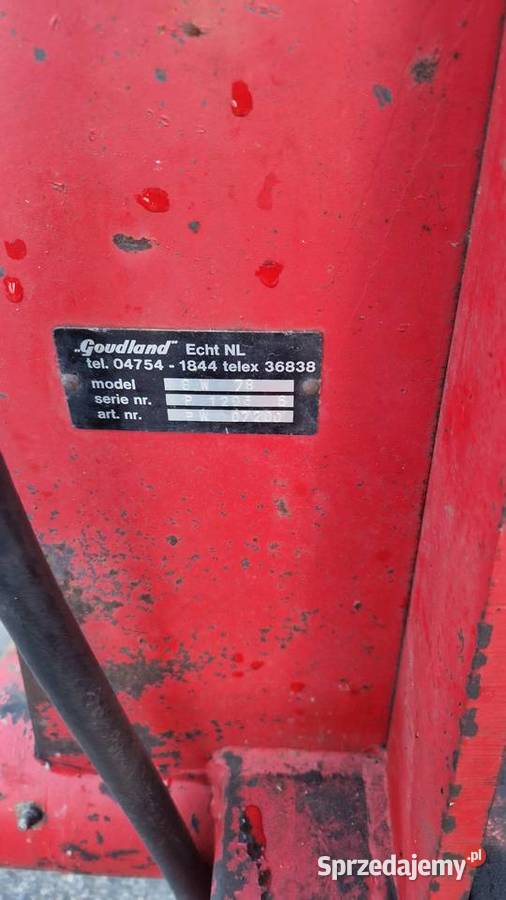 „Goudland" Echt NL
tel. 04754 - 1844 telex 36838
model
serie nr.
art. nr.
Sprzedajemy.pl